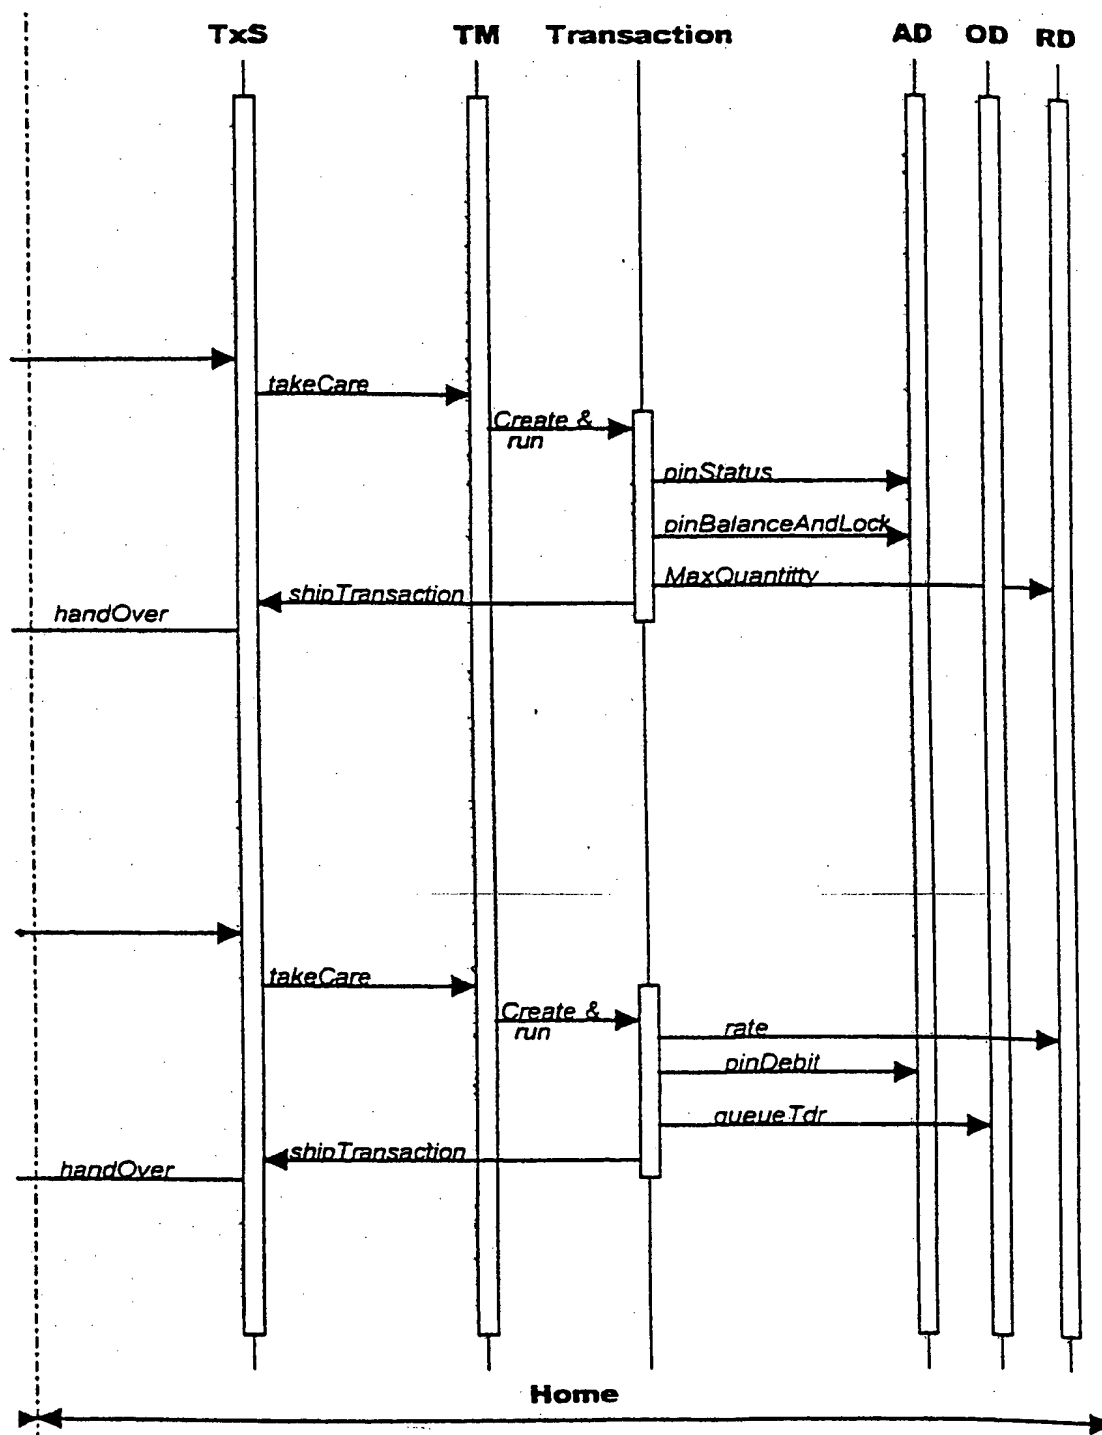 TxS TM Transaction AD OD RD
takeCare
Create &
run
pinStatus
pinBalanceAndLock
MaxQuantitty
shipTransaction
handOver
takeCare
Create &
run
rate
pinDebit
queueTdr
shipTransaction
handOver
Home